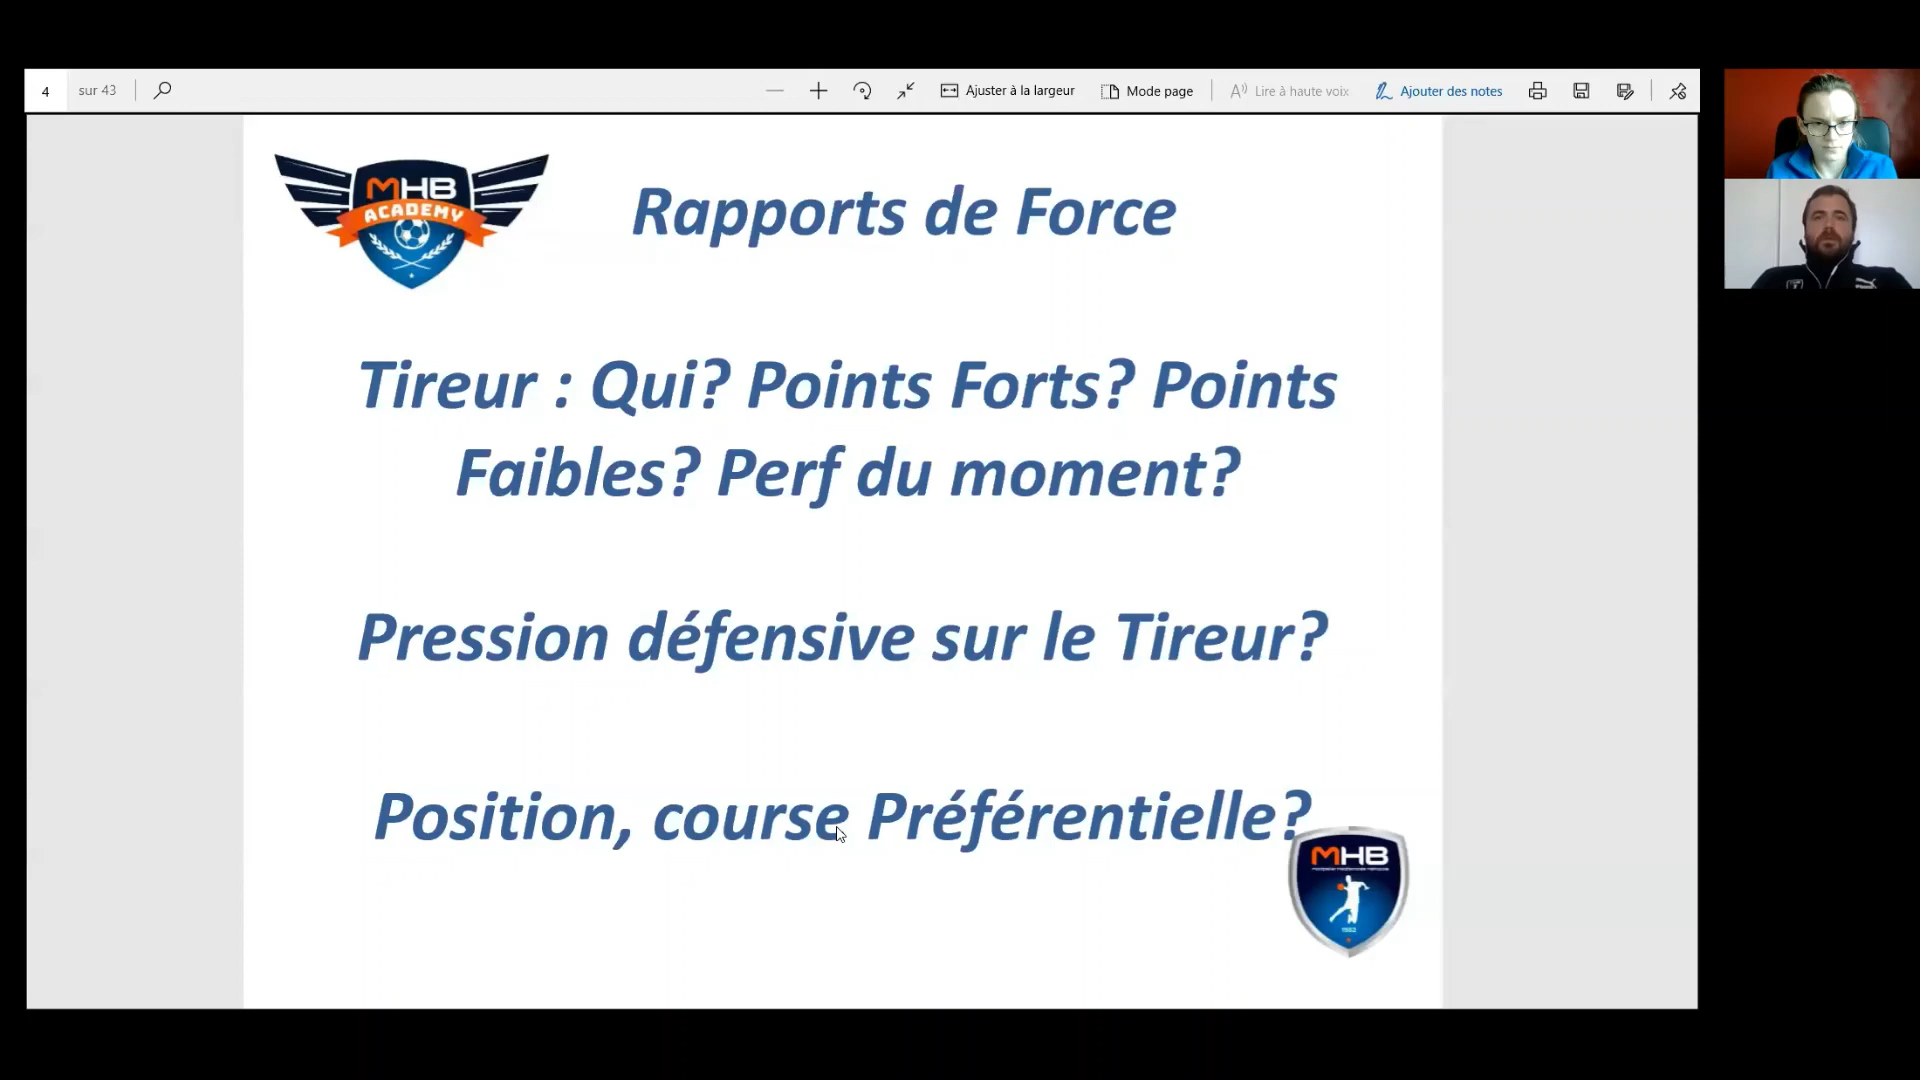 4 sur 43
Ajuster à la largeur
Mode page
Lire à haute voix
Ajouter des notes
MHB
ACADEMY
Rapports de Force
Tireur : Qui? Points Forts? Points
Faibles? Perf du moment?
Pression défensive sur le Tireur?
Position, course Préférentielle?
MHB